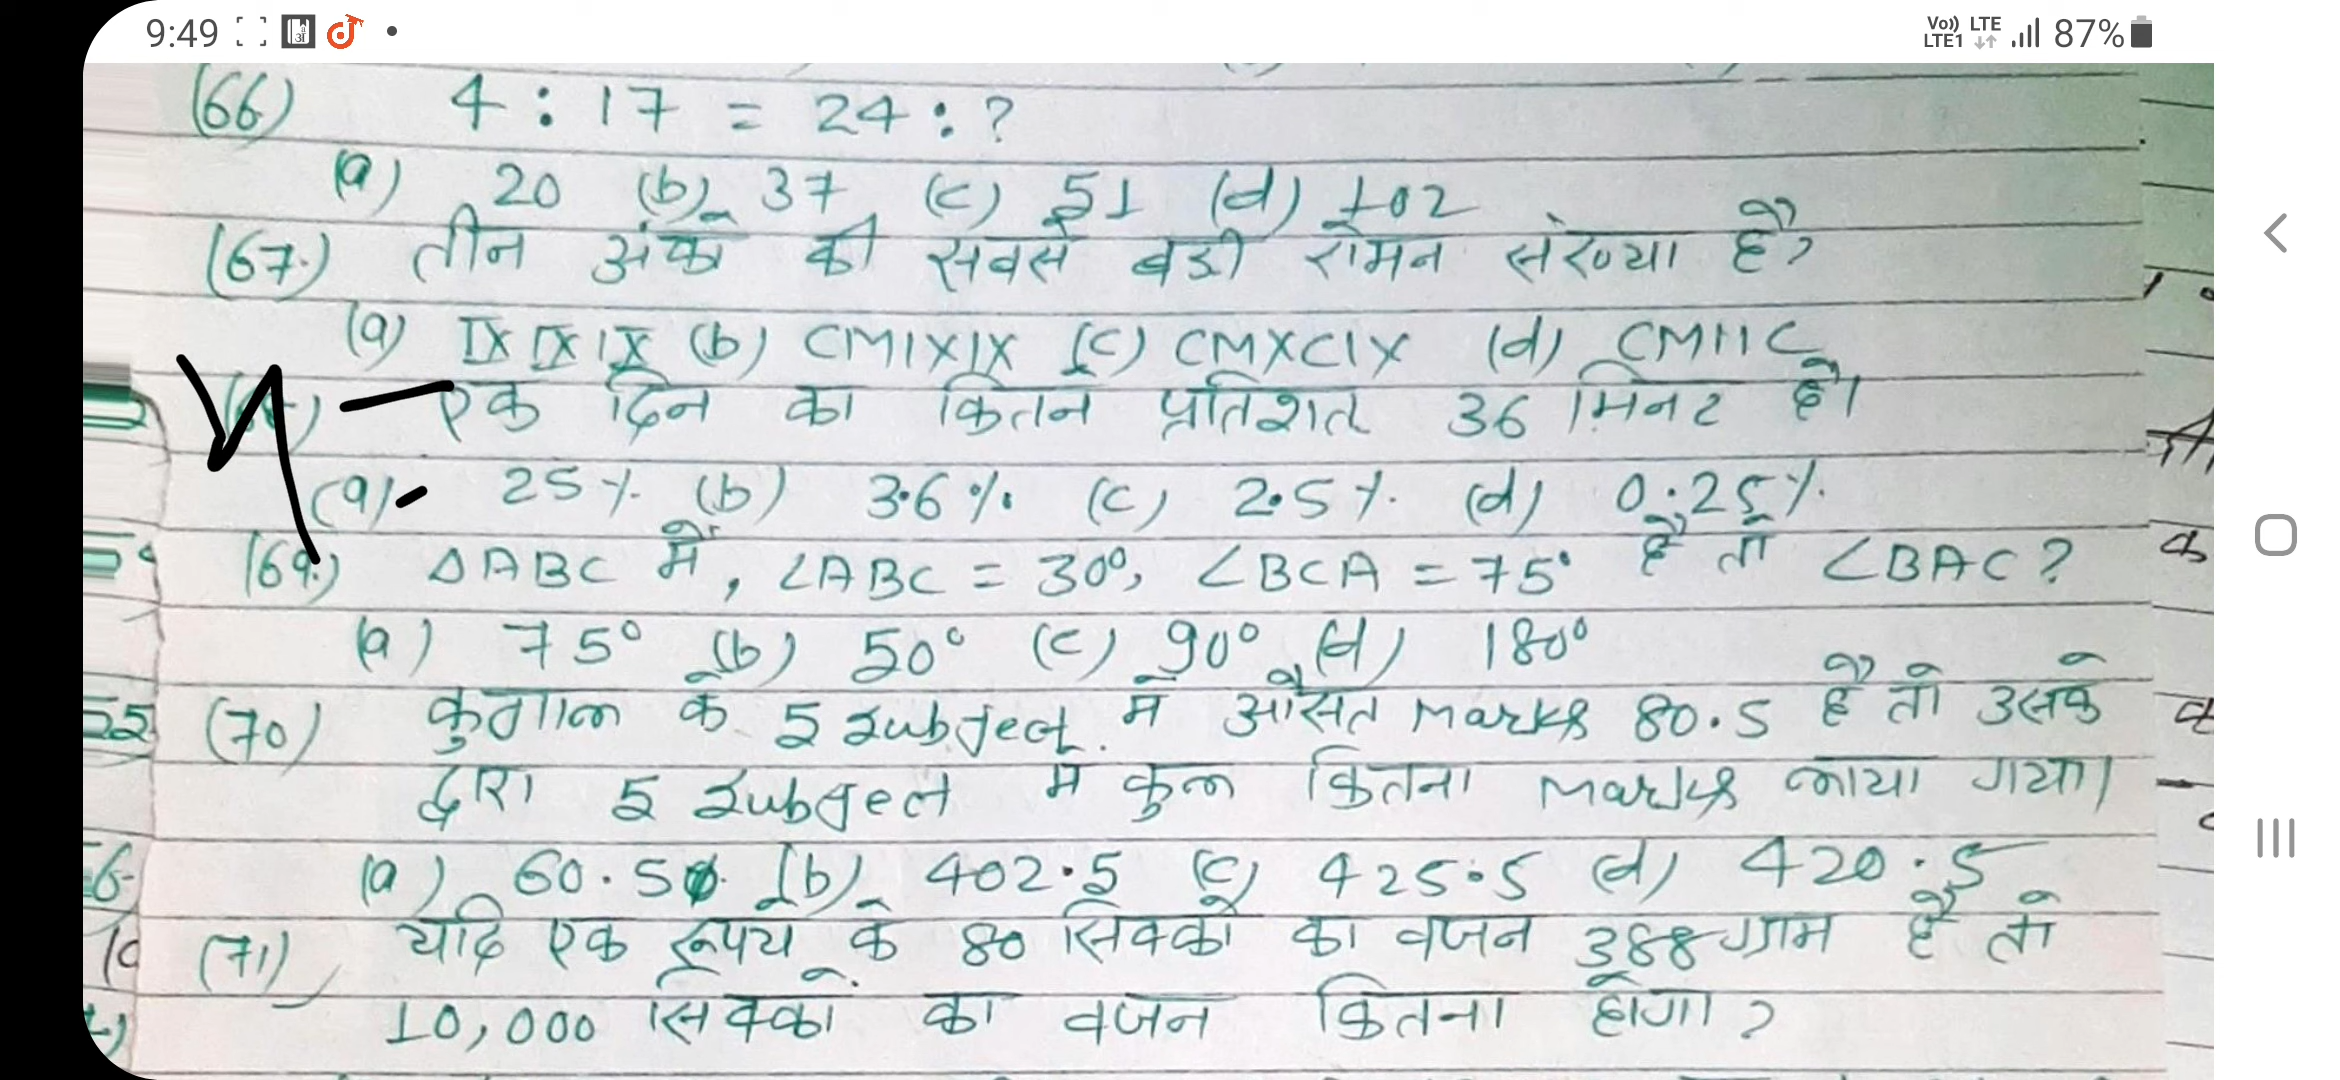 9:49
Vo)) LTE
LTE1 87%
(66) 4 : 17 = 24 : ?
(a) 20 (b) 37 (c) 51 (d) 102
(67.) तीन अंको की सबसे बडी रोमन संख्या है?
(a) IX IX IX (b) CMIXIX (c) CMXCIX (d) CMIIC
एक दिन का कितन प्रतिशत 36 मिनट है।
(a) 25% (b) 3.6% (c) 2.5% (d) 0.25%
(69.) ΔABC में, ∠ABC = 30°, ∠BCA = 75° है, तो ∠BAC?
(a) 75° (b) 50° (c) 90° (d) 180°
(70) के 5 subject में औसत marks 80.5 है तो उसके
द्वारा 5 subject मे कुल कितना marks लाया गया।
(a) 60.5 (b) 402.5 (c) 425.5 (d) 420.5
(71) यदि एक रूपये के 80 सिक्को का वजन 388 ग्राम है तो
10,000 सिक्को का वजन कितना होगा?